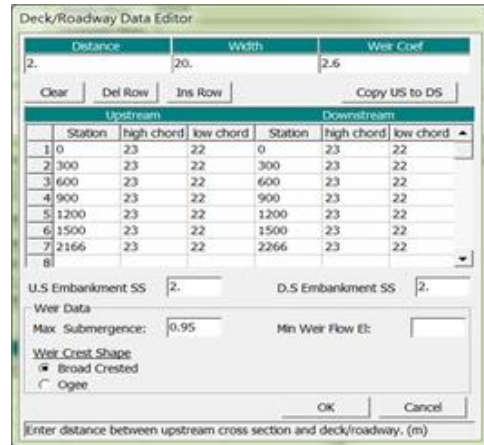 Deck/Roadway Data Editor
Distance Width Weir Coef
2. 20. 2.6
Clear Del Row Ins Row Copy US to DS
Upstream Downstream
Station high chord low chord Station high chord low chord
1 0 23 22 0 23 22
2 300 23 22 300 23 22
3 600 23 22 600 23 22
4 900 23 22 900 23 22
5 1200 23 22 1200 23 22
6 1500 23 22 1500 23 22
7 2166 23 22 2266 23 22
8
U.S Embankment SS 2. D.S Embankment SS 2.
Weir Data
Max Submergence: 0.95 Min Weir Flow El:
Weir Crest Shape
Broad Crested
Ogee
OK Cancel
Enter distance between upstream cross section and deck/roadway. (m)